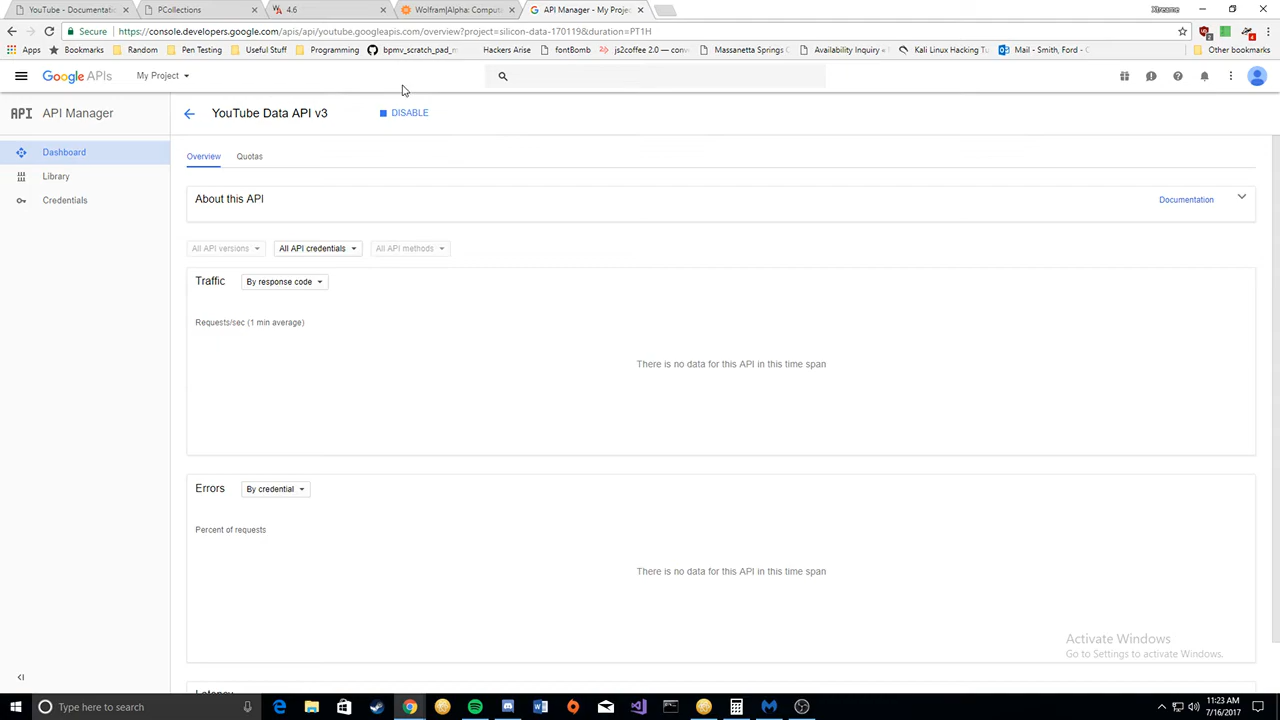 YouTube - Documentati
PCollections
4.6
Wolfram|Alpha: Comput
API Manager - My Proje
Xtreame
Secure
https://console.developers.google.com/apis/api/youtube.googleapis.com/overview?project=silicon-data-170119&duration=PT1H
Apps
Bookmarks
Random
Pen Testing
Useful Stuff
Programming
bpmv_scratch_pad_m
Hackers Arise
fontBomb
js2coffee 2.0 — conv
Massanetta Springs C
Availability Inquiry - H
Kali Linux Hacking Tu
Mail - Smith, Ford - O
Other bookmarks
Google APIs
My Project
API
API Manager
YouTube Data API v3
DISABLE
Dashboard
Library
Credentials
Overview
Quotas
About this API
Documentation
All API versions
All API credentials
All API methods
Traffic
By response code
Requests/sec (1 min average)
There is no data for this API in this time span
Errors
By credential
Percent of requests
There is no data for this API in this time span
Activate Windows
Go to Settings to activate Windows.
Latency
Type here to search
11:23 AM
7/16/2017